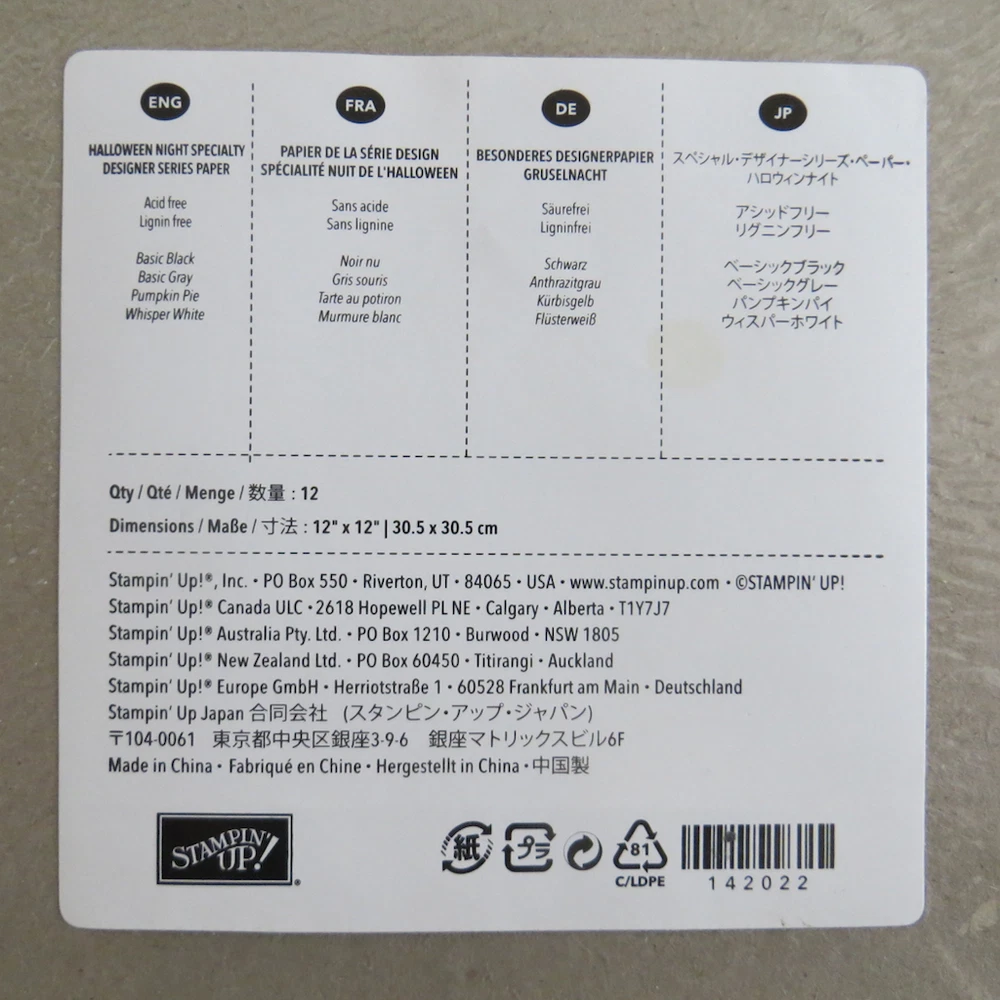 ENG
HALLOWEEN NIGHT SPECIALTY
DESIGNER SERIES PAPER
Acid free
Lignin free
Basic Black
Basic Gray
Pumpkin Pie
Whisper White
FRA
PAPIER DE LA SÉRIE DESIGN
SPÉCIALITÉ NUIT DE L'HALLOWEEN
Sans acide
Sans lignine
Noir nu
Gris souris
Tarte au potiron
Murmure blanc
DE
BESONDERES DESIGNERPAPIER
GRUSELNACHT
Säurefrei
Ligninfrei
Schwarz
Anthrazitgrau
Kürbisgelb
Flüsterweiß
JP
スペシャル・デザイナーシリーズ・ペーパー・
ハロウィンナイト
アシッドフリー
リグニンフリー
ベーシックブラック
ベーシックグレー
パンプキンパイ
ウィスパーホワイト
Qty / Qté / Menge / 数量 : 12
Dimensions / Maße / 寸法 : 12" x 12" | 30.5 x 30.5 cm
Stampin' Up!®, Inc. • PO Box 550 • Riverton, UT • 84065 • USA • www.stampinup.com • ©STAMPIN' UP!
Stampin' Up!® Canada ULC • 2618 Hopewell PL NE • Calgary • Alberta • T1Y7J7
Stampin' Up!® Australia Pty. Ltd. • PO Box 1210 • Burwood • NSW 1805
Stampin' Up!® New Zealand Ltd. • PO Box 60450 • Titirangi • Auckland
Stampin' Up!® Europe GmbH • Herriotstraße 1 • 60528 Frankfurt am Main • Deutschland
Stampin' Up Japan 合同会社 (スタンピン・アップ・ジャパン)
〒104-0061 東京都中央区銀座3-9-6 銀座マトリックスビル6F
Made in China • Fabriqué en Chine • Hergestellt in China • 中国製
STAMPIN' UP!®
紙
プラ
81
C/LDPE
142022